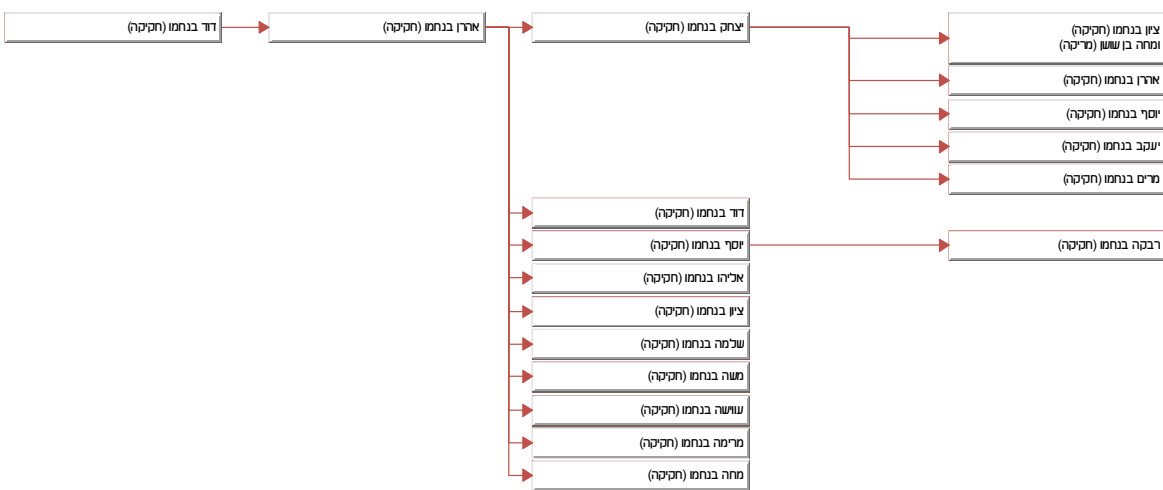 דוד בנחמו (חקיקה)
אהרן בנחמו (חקיקה)
יצחק בנחמו (חקיקה)
ציון בנחמו (חקיקה)
ומחה בן שושן (מריקה)
אהרן בנחמו (חקיקה)
יוסף בנחמו (חקיקה)
יעקב בנחמו (חקיקה)
מרים בנחמו (חקיקה)
דוד בנחמו (חקיקה)
יוסף בנחמו (חקיקה)
רבקה בנחמו (חקיקה)
אליהו בנחמו (חקיקה)
ציון בנחמו (חקיקה)
שלמה בנחמו (חקיקה)
משה בנחמו (חקיקה)
עווישה בנחמו (חקיקה)
מרימה בנחמו (חקיקה)
מחה בנחמו (חקיקה)